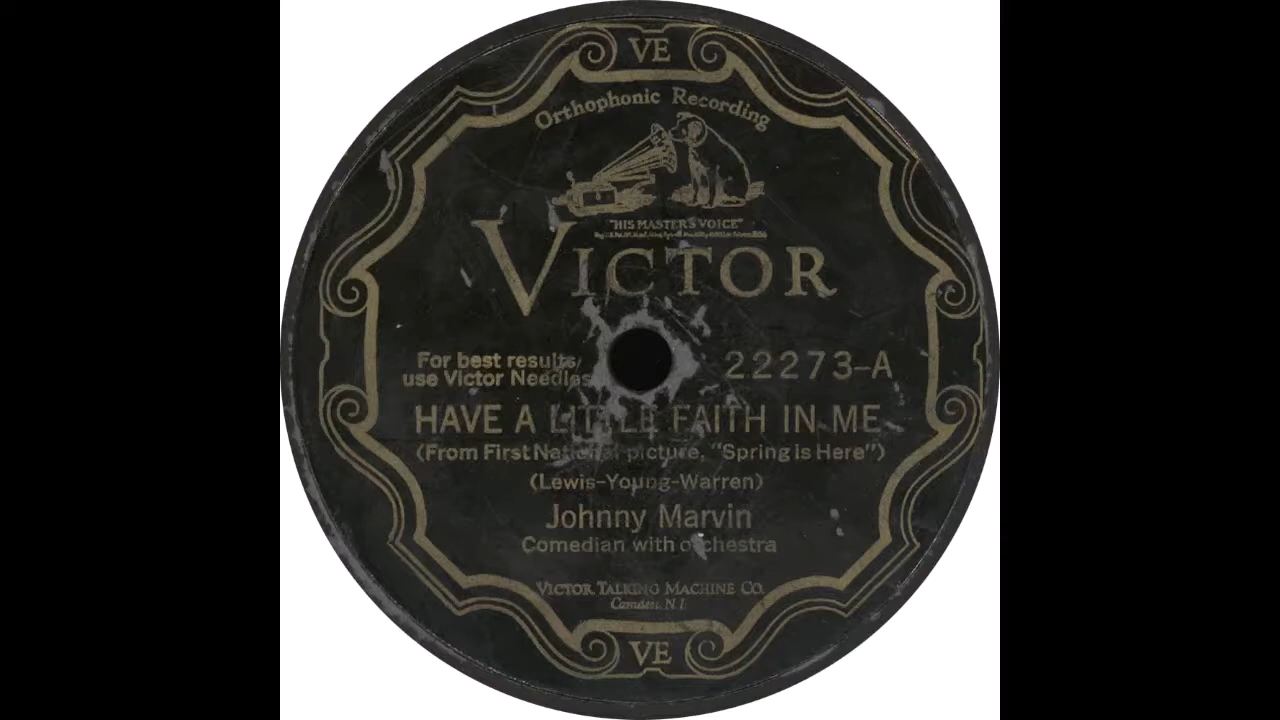 VE
Orthophonic Recording
"HIS MASTER'S VOICE"
VICTOR
For best results
use Victor Needles
22273-A
HAVE A LITTLE FAITH IN ME
(From First National picture, "Spring is Here")
(Lewis-Young-Warren)
Johnny Marvin
Comedian with orchestra
VICTOR TALKING MACHINE CO.
Camden, N.J.
VE